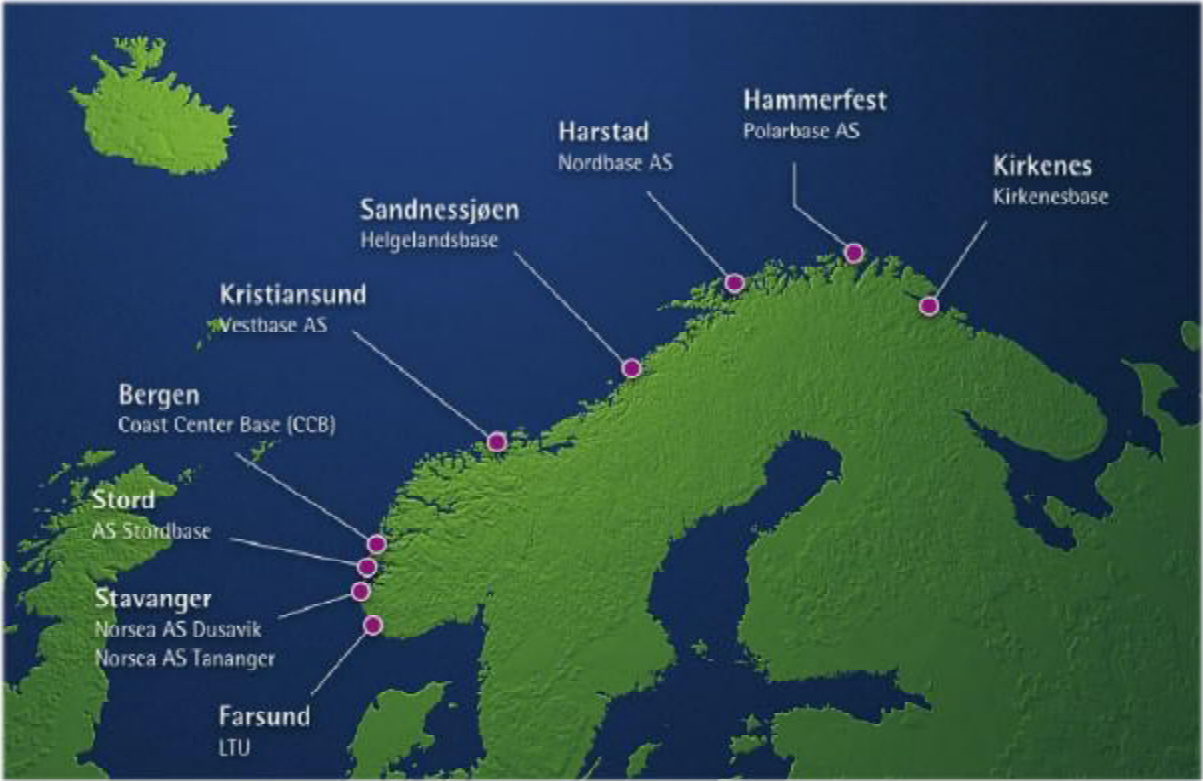 Hammerfest
Polarbase AS
Harstad
Nordbase AS
Kirkenes
Kirkenesbase
Sandnessjøen
Helgelandsbase
Kristiansund
Vestbase AS
Bergen
Coast Center Base (CCB)
Stord
AS Stordbase
Stavanger
Norsea AS Dusavik
Norsea AS Tananger
Farsund
LTU